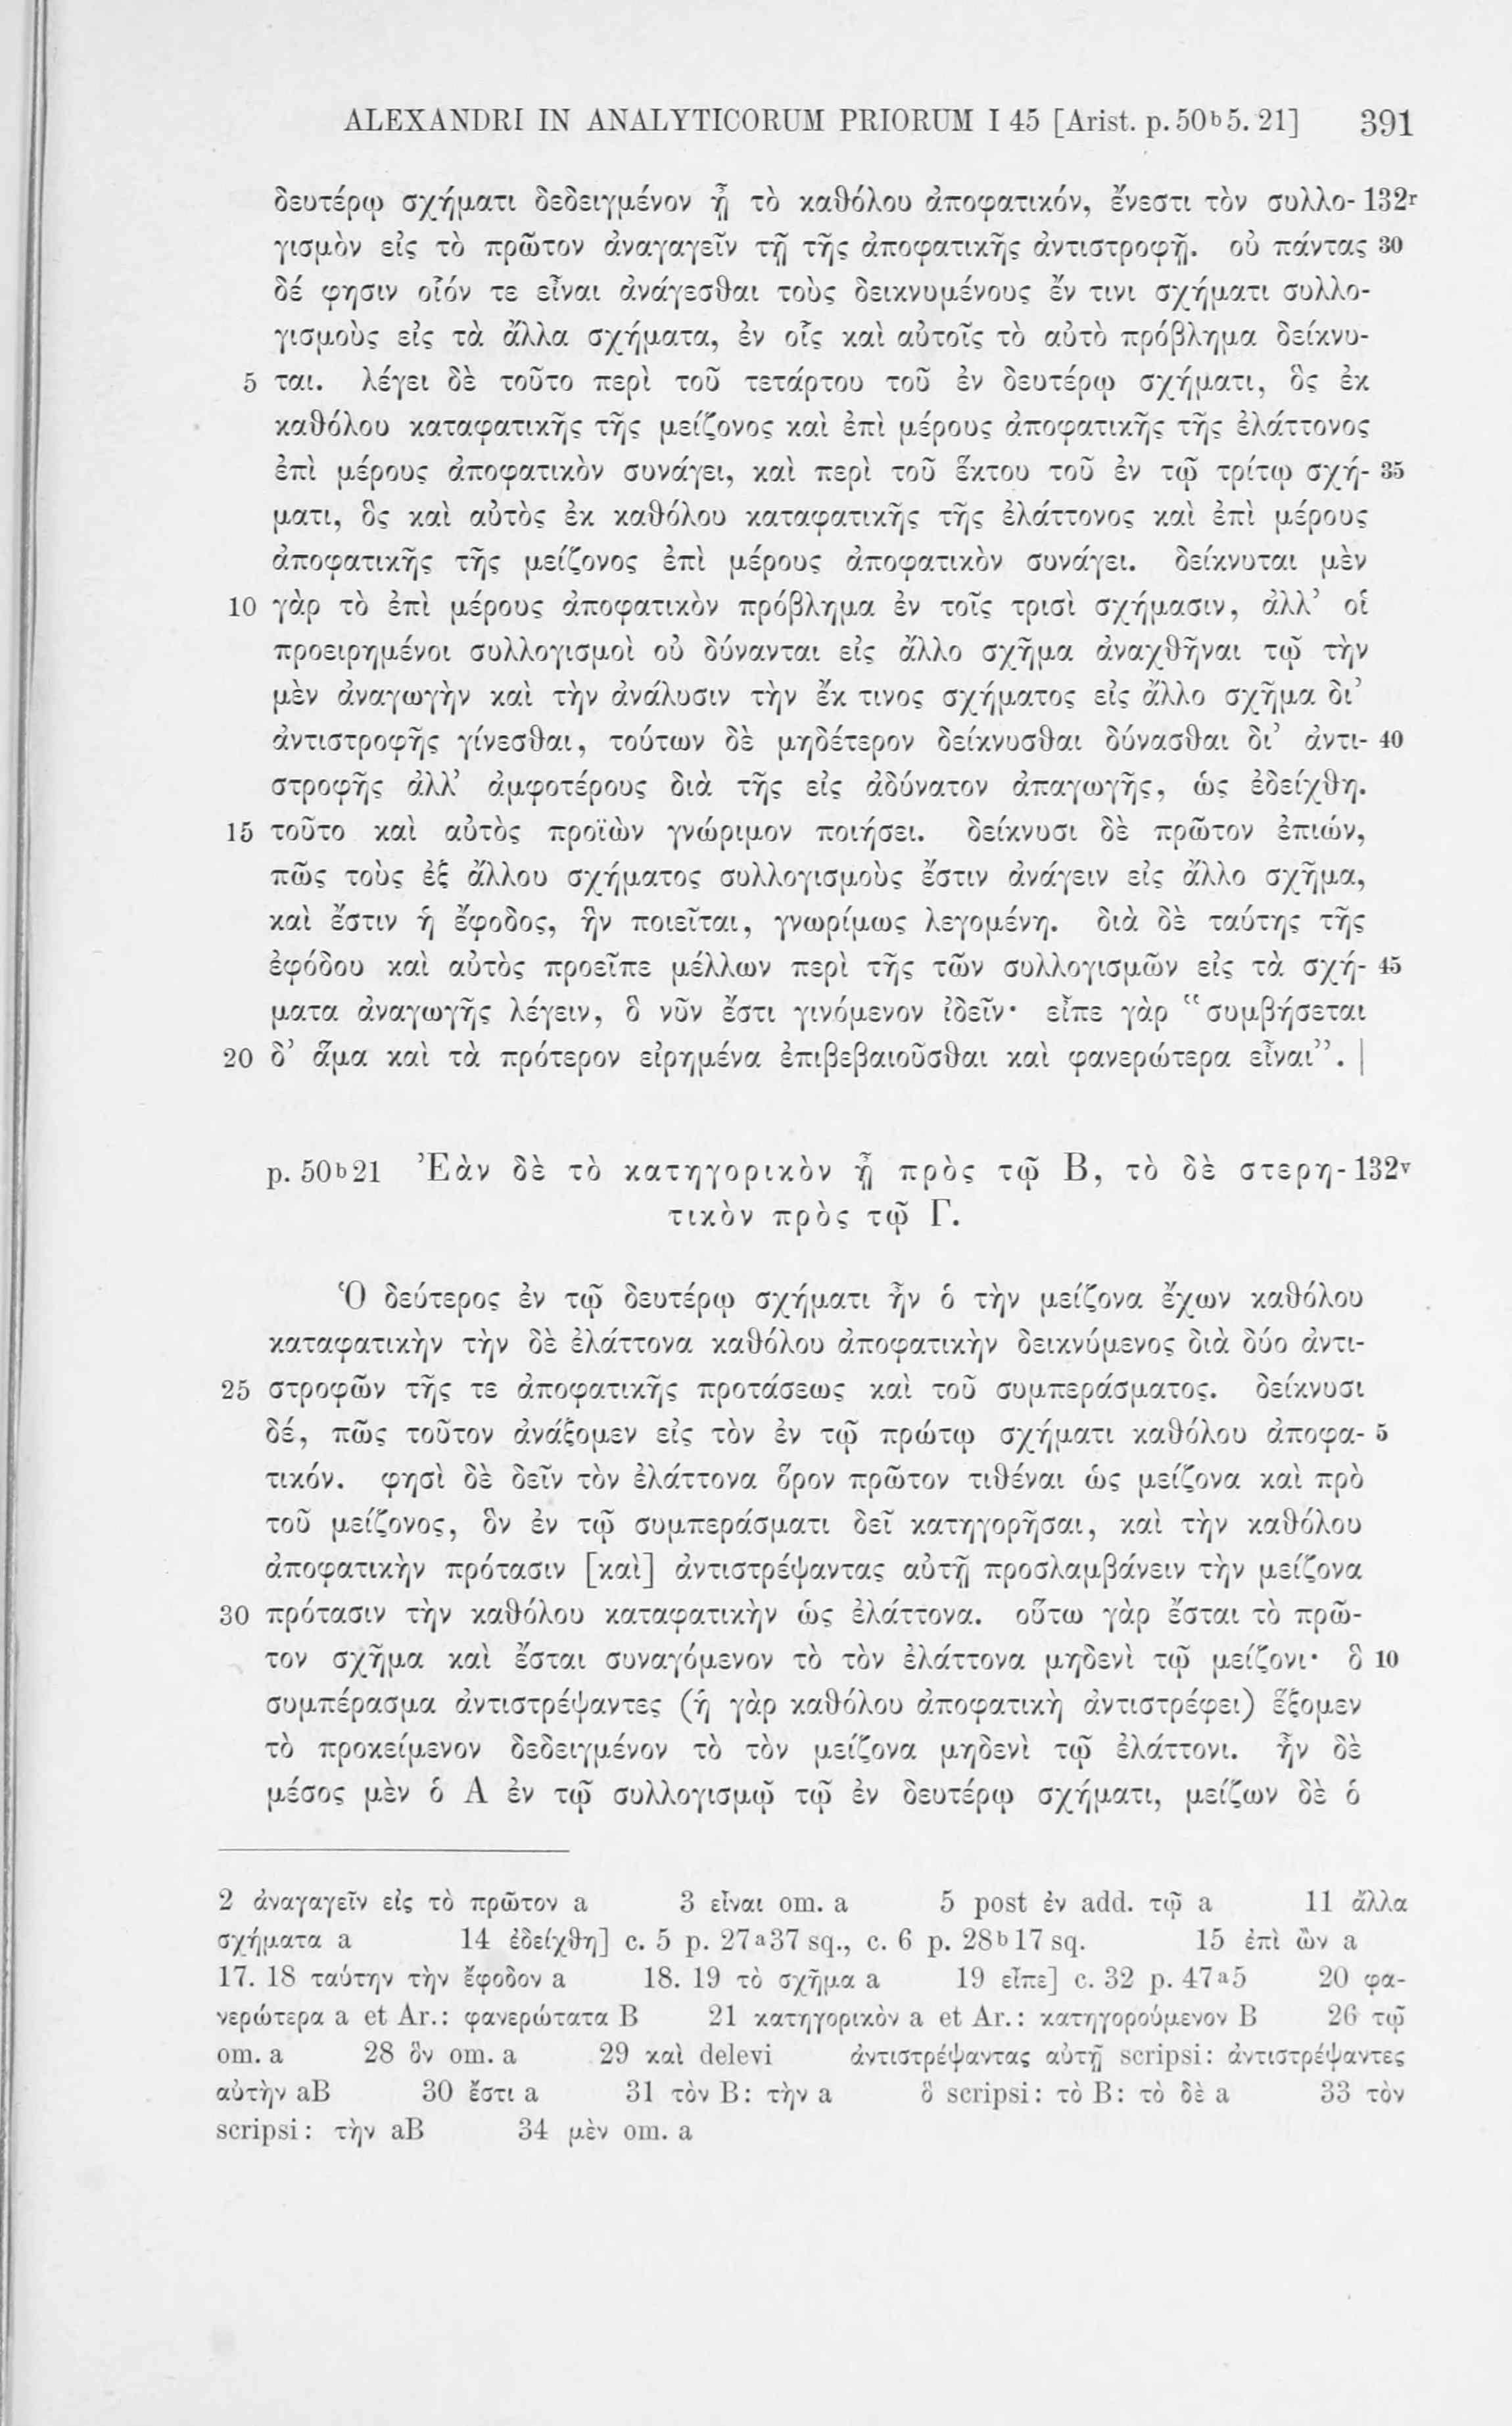 ALEXANDRI IN ANALYTICORUM PRIORUM I 45 [Arist. p. 50ᵇ5. 21] 391
δευτέρῳ σχήματι δεδειγμένον ᾖ τὸ καθόλου ἀποφατικόν, ἔνεστι τὸν συλλο- 132ʳ
γισμὸν εἰς τὸ πρῶτον ἀναγαγεῖν τῇ τῆς ἀποφατικῆς ἀντιστροφῇ. οὐ πάντας 30
δέ φησιν οἷόν τε εἶναι ἀνάγεσθαι τοὺς δεικνυμένους ἔν τινι σχήματι συλλο-
γισμοὺς εἰς τὰ ἄλλα σχήματα, ἐν οἷς καὶ αὐτοῖς τὸ αὐτὸ πρόβλημα δείκνυ-
5 ται. λέγει δὲ τοῦτο περὶ τοῦ τετάρτου τοῦ ἐν δευτέρῳ σχήματι, ὃς ἐκ
καθόλου καταφατικῆς τῆς μείζονος καὶ ἐπὶ μέρους ἀποφατικῆς τῆς ἐλάττονος
ἐπὶ μέρους ἀποφατικὸν συνάγει, καὶ περὶ τοῦ ἕκτου τοῦ ἐν τῷ τρίτῳ σχή- 35
ματι, ὃς καὶ αὐτὸς ἐκ καθόλου καταφατικῆς τῆς ἐλάττονος καὶ ἐπὶ μέρους
ἀποφατικῆς τῆς μείζονος ἐπὶ μέρους ἀποφατικὸν συνάγει. δείκνυται μὲν
10 γὰρ τὸ ἐπὶ μέρους ἀποφατικὸν πρόβλημα ἐν τοῖς τρισὶ σχήμασιν, ἀλλ’ οἱ
προειρημένοι συλλογισμοὶ οὐ δύνανται εἰς ἄλλο σχῆμα ἀναχθῆναι τῷ τὴν
μὲν ἀναγωγὴν καὶ τὴν ἀνάλυσιν τὴν ἔκ τινος σχήματος εἰς ἄλλο σχῆμα δι’
ἀντιστροφῆς γίνεσθαι, τούτων δὲ μηδέτερον δείκνυσθαι δύνασθαι δι’ ἀντι- 40
στροφῆς ἀλλ’ ἀμφοτέρους διὰ τῆς εἰς ἀδύνατον ἀπαγωγῆς, ὡς ἐδείχθη.
15 τοῦτο καὶ αὐτὸς προϊὼν γνώριμον ποιήσει. δείκνυσι δὲ πρῶτον ἐπιών,
πῶς τοὺς ἐξ ἄλλου σχήματος συλλογισμοὺς ἔστιν ἀνάγειν εἰς ἄλλο σχῆμα,
καὶ ἔστιν ἡ ἔφοδος, ἣν ποιεῖται, γνωρίμως λεγομένη. διὰ δὲ ταύτης τῆς
ἐφόδου καὶ αὐτὸς προεῖπε μέλλων περὶ τῆς τῶν συλλογισμῶν εἰς τὰ σχή- 45
ματα ἀναγωγῆς λέγειν, ὃ νῦν ἔστι γινόμενον ἰδεῖν· εἶπε γὰρ “συμβήσεται
20 δ’ ἅμα καὶ τὰ πρότερον εἰρημένα ἐπιβεβαιοῦσθαι καὶ φανερώτερα εἶναι”. |
p. 50ᵇ21 Ἐὰν δὲ τὸ κατηγορικὸν ᾖ πρὸς τῷ Β, τὸ δὲ στερη- 132ᵛ
τικὸν πρὸς τῷ Γ.
Ὁ δεύτερος ἐν τῷ δευτέρῳ σχήματι ἦν ὁ τὴν μείζονα ἔχων καθόλου
καταφατικὴν τὴν δὲ ἐλάττονα καθόλου ἀποφατικὴν δεικνύμενος διὰ δύο ἀντι-
25 στροφῶν τῆς τε ἀποφατικῆς προτάσεως καὶ τοῦ συμπεράσματος. δείκνυσι
δέ, πῶς τοῦτον ἀνάξομεν εἰς τὸν ἐν τῷ πρώτῳ σχήματι καθόλου ἀποφα- 5
τικόν. φησὶ δὲ δεῖν τὸν ἐλάττονα ὅρον πρῶτον τιθέναι ὡς μείζονα καὶ πρὸ
τοῦ μείζονος, ὃν ἐν τῷ συμπεράσματι δεῖ κατηγορῆσαι, καὶ τὴν καθόλου
ἀποφατικὴν πρότασιν [καὶ] ἀντιστρέψαντας αὐτῇ προσλαμβάνειν τὴν μείζονα
30 πρότασιν τὴν καθόλου καταφατικὴν ὡς ἐλάττονα. οὕτω γὰρ ἔσται τὸ πρῶ-
τον σχῆμα καὶ ἔσται συναγόμενον τὸ τὸν ἐλάττονα μηδενὶ τῷ μείζονι· ὃ 10
συμπέρασμα ἀντιστρέψαντες (ἡ γὰρ καθόλου ἀποφατικὴ ἀντιστρέφει) ἕξομεν
τὸ προκείμενον δεδειγμένον τὸ τὸν μείζονα μηδενὶ τῷ ἐλάττονι. ἦν δὲ
μέσος μὲν ὁ Α ἐν τῷ συλλογισμῷ τῷ ἐν δευτέρῳ σχήματι, μείζων δὲ ὁ
2 ἀναγαγεῖν εἰς τὸ πρῶτον a 3 εἶναι om. a 5 post ἐν add. τῷ a 11 ἄλλα
σχήματα a 14 ἐδείχθη] c. 5 p. 27ᵃ37 sq., c. 6 p. 28ᵇ17 sq. 15 ἐπὶ ὧν a
17. 18 ταύτην τὴν ἔφοδον a 18. 19 τὸ σχῆμα a 19 εἶπε] c. 32 p. 47ᵃ5 20 φα-
νερώτερα a et Ar.: φανερώτατα B 21 κατηγορικὸν a et Ar.: κατηγορούμενον B 26 τῷ
om. a 28 ὃν om. a 29 καὶ delevi ἀντιστρέψαντας αὐτῇ scripsi: ἀντιστρέψαντες
αὐτὴν aB 30 ἔστι a 31 τὸν B: τὴν a ὃ scripsi: τὸ B: τὸ δὲ a 33 τὸν
scripsi: τὴν aB 34 μὲν om. a